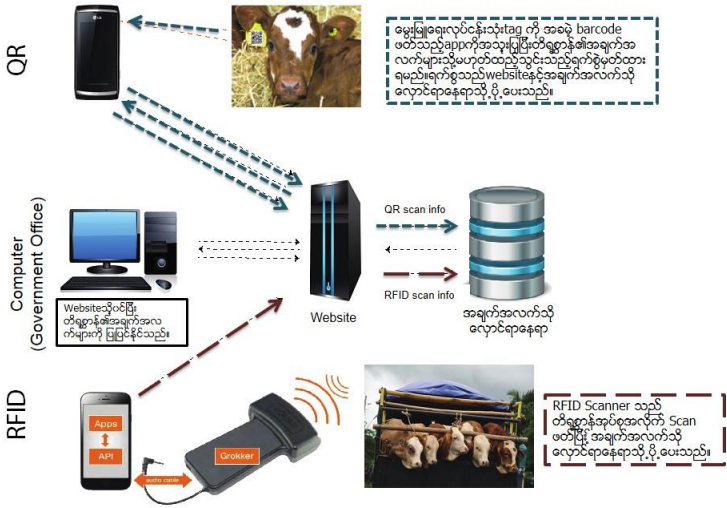 QR
မွေးမြူရေးလုပ်ငန်းသုံးtag ကို အခမဲ့ barcode
ဖတ်သည့်appကိုအသုံးပြုပြီးတိရစ္ဆာန်၏အချက်အ
လက်များသို့မဟုတ်ထည့်သွင်းသည့်ရက်စွဲမှတ်ထား
ရမည်။ရက်စွဲသည်websiteနှင့်အချက်အလက်သို
လှောင်ရာနေရာသို့ ပို့ပေးသည်။
Computer
(Government Office)
Websiteသို့ဝင်ပြီး
တိရစ္ဆာန်၏အချက်အလ
က်များကို ပြုပြင်နိုင်သည်။
Website
QR scan info
RFID scan info
အချက်အလက်သို
လှောင်ရာနေရာ
RFID
Apps
API
audio cable
Grokker
RFID Scanner သည်
တိရစ္ဆာန်အုပ်စုအလိုက် Scan
ဖတ်ပြီး အချက်အလက်သို
လှောင်ရာနေရာသို့ ပို့ပေးသည်။